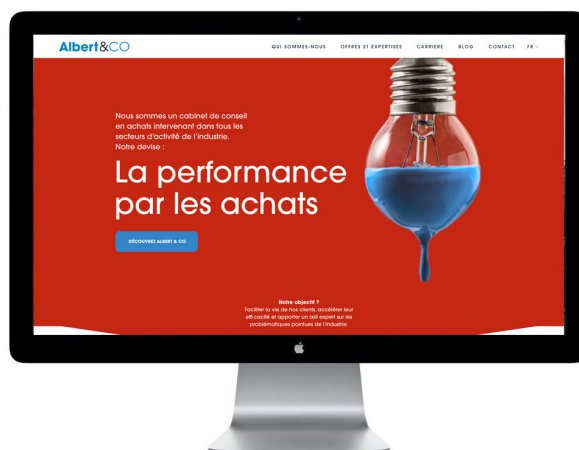 Albert&CO
QUI SOMMES-NOUS OFFRES ET EXPERTISES CARRIERE BLOG CONTACT FR
Nous sommes un cabinet de conseil
en achats intervenant dans tous les
secteurs d'activité de l'industrie.
Notre devise :
La performance
par les achats
DÉCOUVREZ ALBERT & CO
Notre objectif ?
Faciliter la vie de nos clients, accélérer leur
effi cacité et apporter un œil expert sur les
problématiques pointues de l'industrie.